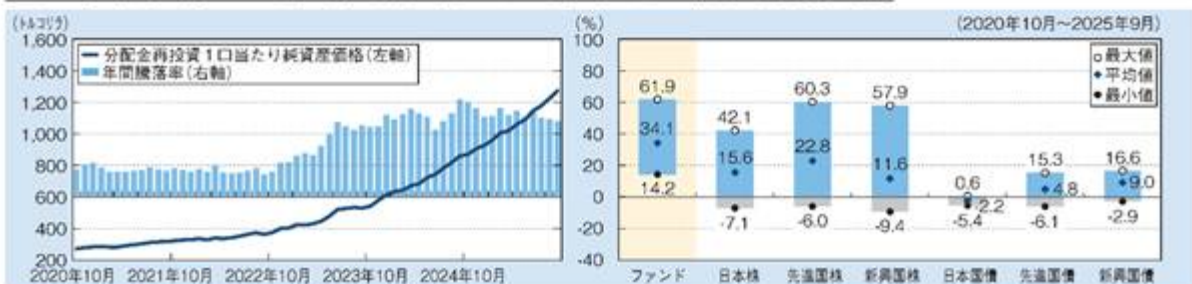 (トルコリラ)
1,600
1,400
1,200
1,000
800
600
400
200
分配金再投資1口当たり純資産価格(左軸)
年間騰落率(右軸)
2020年10月 2021年10月 2022年10月 2023年10月 2024年10月
(%)
(2020年10月~2025年9月)
100
80
60
40
20
0
-20
-40
最大値
平均値
最小値
61.9 42.1 60.3 57.9 0.6 15.3 16.6
34.1 15.6 22.8 11.6 -2.2 4.8 9.0
14.2 -7.1 -6.0 -9.4 -5.4 -6.1 -2.9
ファンド 日本株 先進国株 新興国株 日本国債 先進国債 新興国債